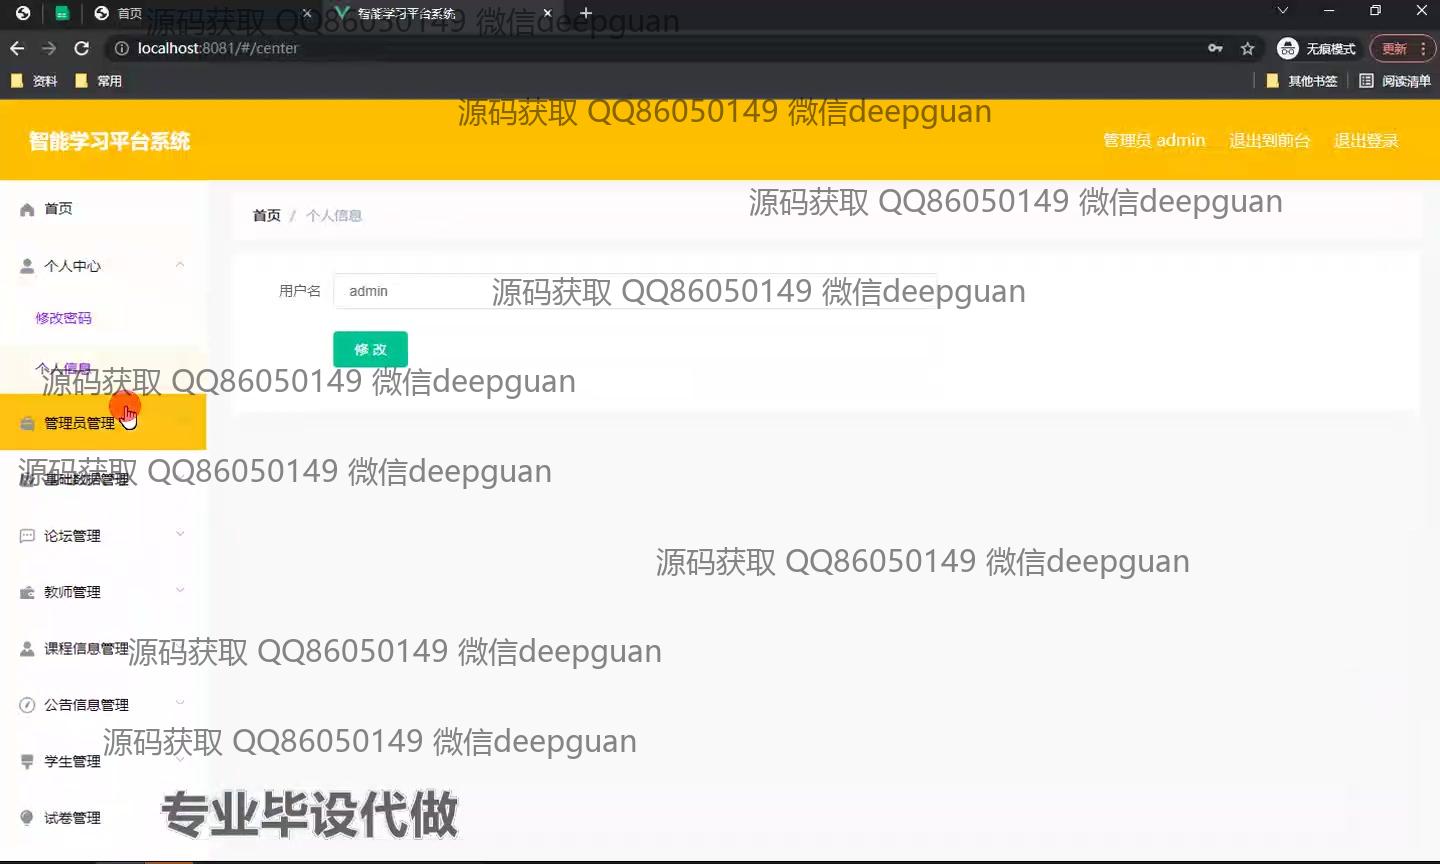 首页
智能学习平台系统
源码获取 QQ86050149 微信deepguan
localhost:8081/#/center
无痕模式
更新
资料
常用
其他书签
阅读清单
源码获取 QQ86050149 微信deepguan
智能学习平台系统
管理员 admin
退出到前台
退出登录
源码获取 QQ86050149 微信deepguan
首页
首页 / 个人信息
个人中心
用户名
admin
源码获取 QQ86050149 微信deepguan
修改密码
修 改
个人信息
源码获取 QQ86050149 微信deepguan
管理员管理
源码获取 QQ86050149 微信deepguan
基础数据管理
论坛管理
源码获取 QQ86050149 微信deepguan
教师管理
课程信息管理
源码获取 QQ86050149 微信deepguan
公告信息管理
源码获取 QQ86050149 微信deepguan
学生管理
试卷管理
专业毕设代做